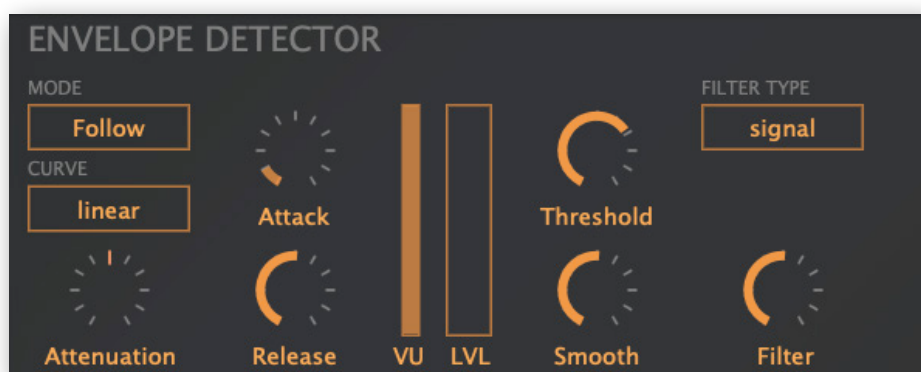 ENVELOPE DETECTOR
MODE
Follow
CURVE
linear
Attenuation
Attack
Release
VU
LVL
Threshold
Smooth
FILTER TYPE
signal
Filter